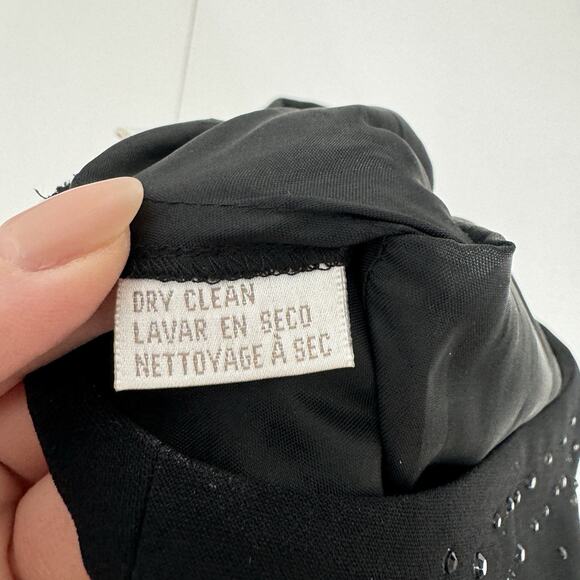 DRY CLEAN
LAVAR EN SECO
NETTOYAGE À SEC